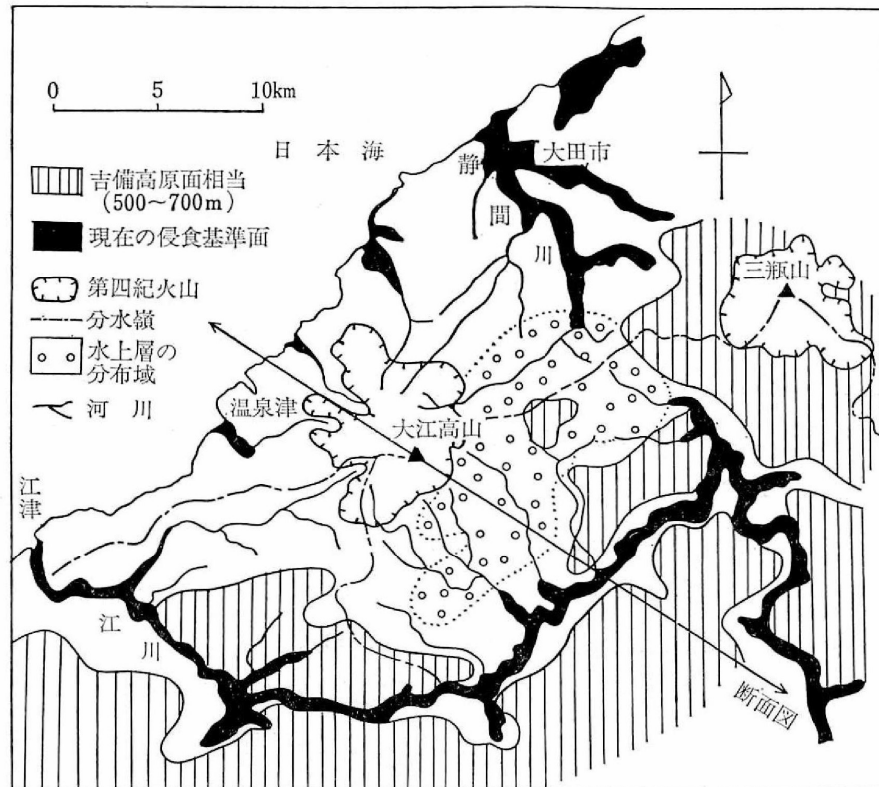 0 5 10km
日本海
吉備高原面相当
(500～700m)
現在の侵食基準面
第四紀火山
分水嶺
水上層の
分布域
河川
静間川
大田市
三瓶山
温泉津
大江高山
江津
江川
断面図